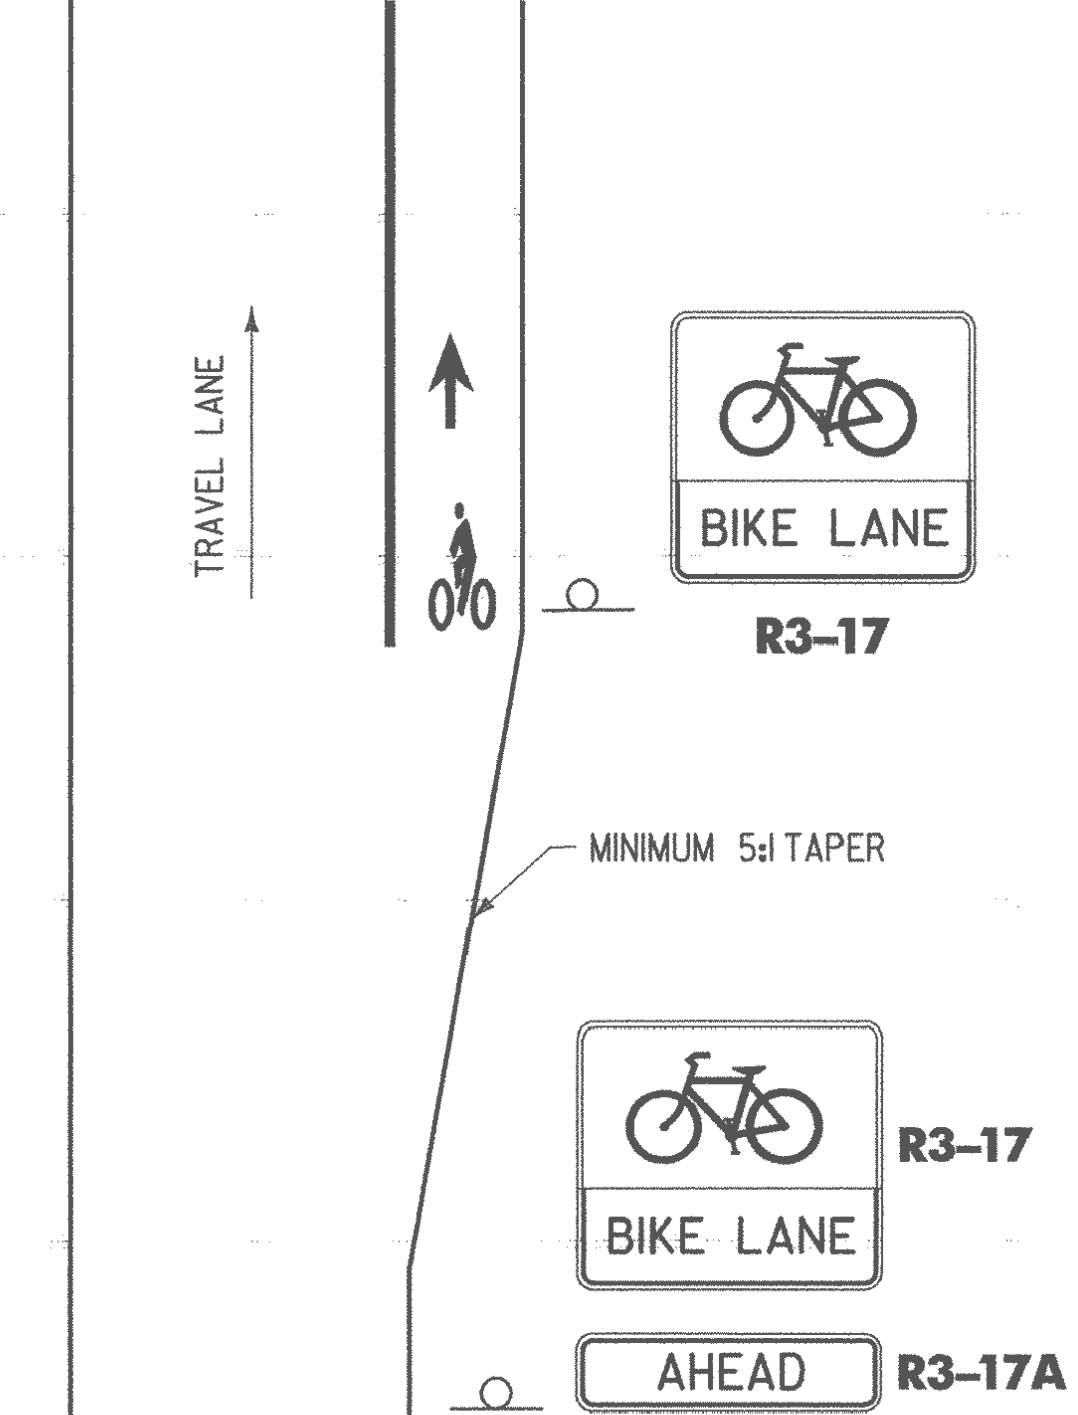 TRAVEL LANE
BIKE LANE
R3-17
MINIMUM 5:1 TAPER
BIKE LANE
R3-17
AHEAD
R3-17A